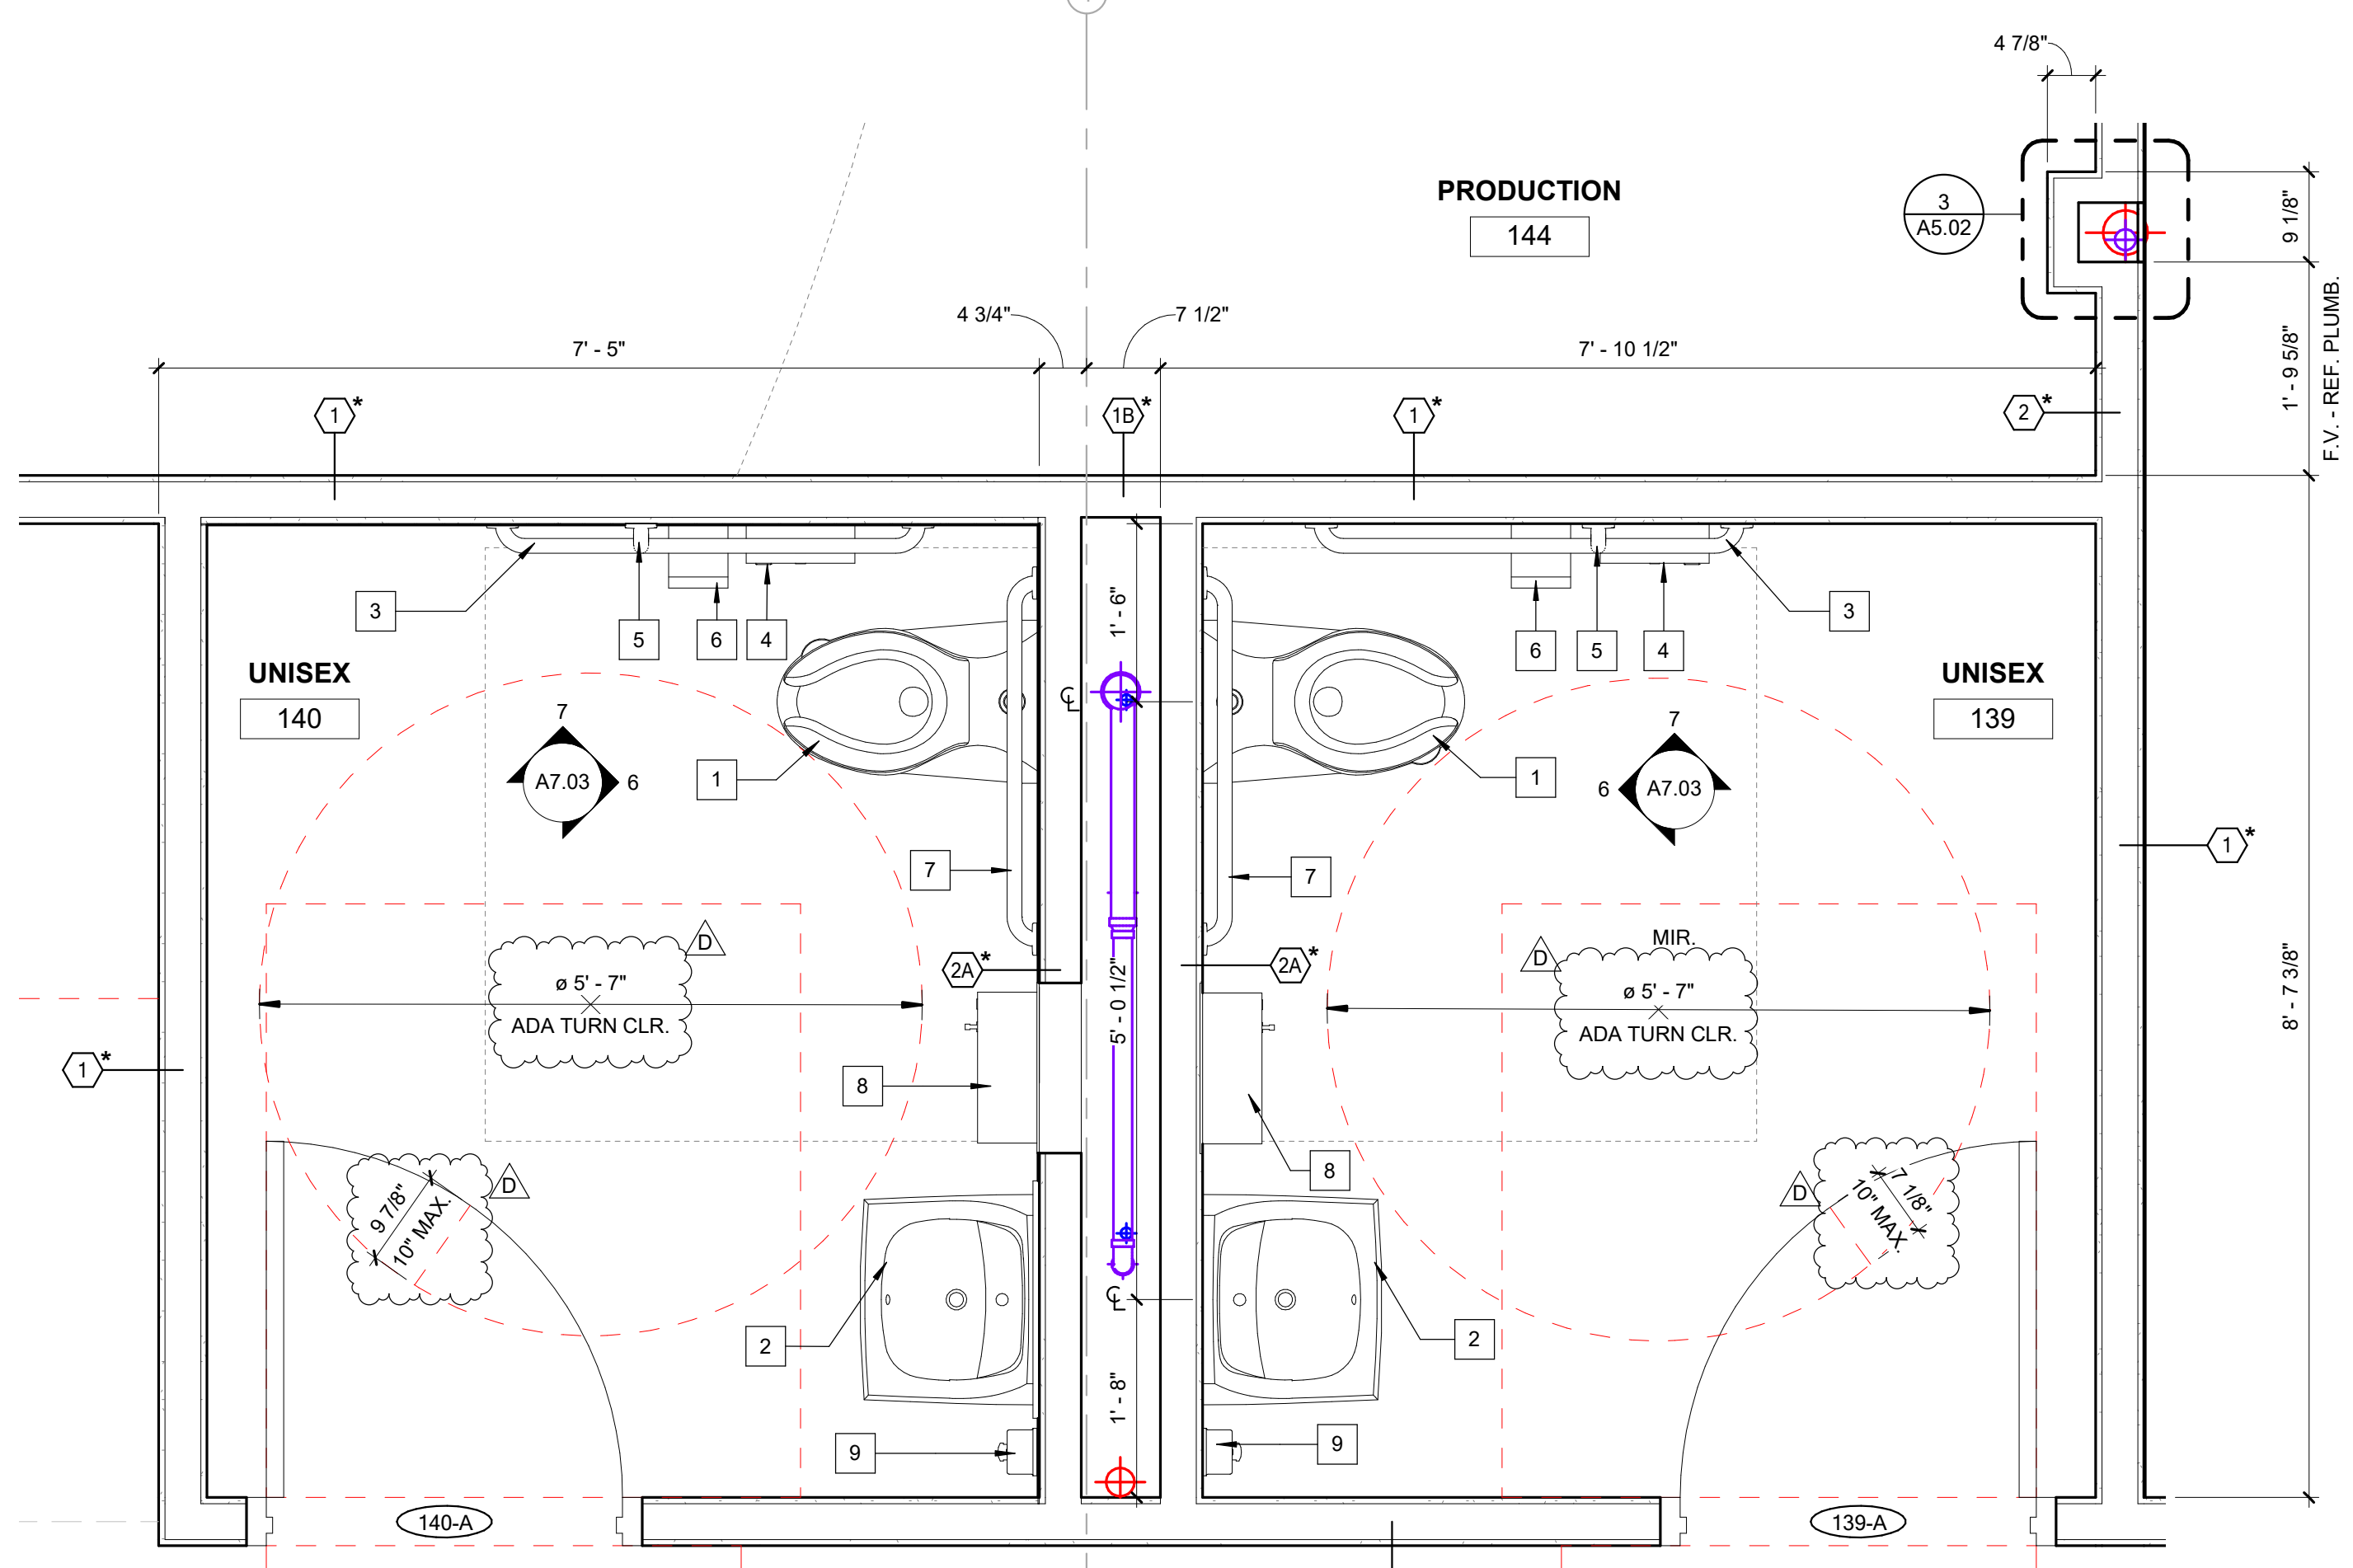 4 7/8"
PRODUCTION
144
3
A5.02
9 1/8"
1' - 9 5/8"
F.V. - REF. PLUMB.
4 3/4"
7 1/2"
7' - 5"
7' - 10 1/2"
1*
1B*
1*
2*
3
5
6
4
1' - 6"
6
5
4
3
UNISEX
140
UNISEX
139
℄
7
A7.03
6
1
1
7
6
A7.03
7
7
1*
D
2A*
2A*
D
MIR.
ø 5' - 7"
ADA TURN CLR.
5' - 0 1/2"
ø 5' - 7"
ADA TURN CLR.
8' - 7 3/8"
1*
8
8
9 7/8"
10" MAX.
D
D
7 1/8"
10" MAX.
℄
2
2
1' - 8"
9
9
140-A
139-A